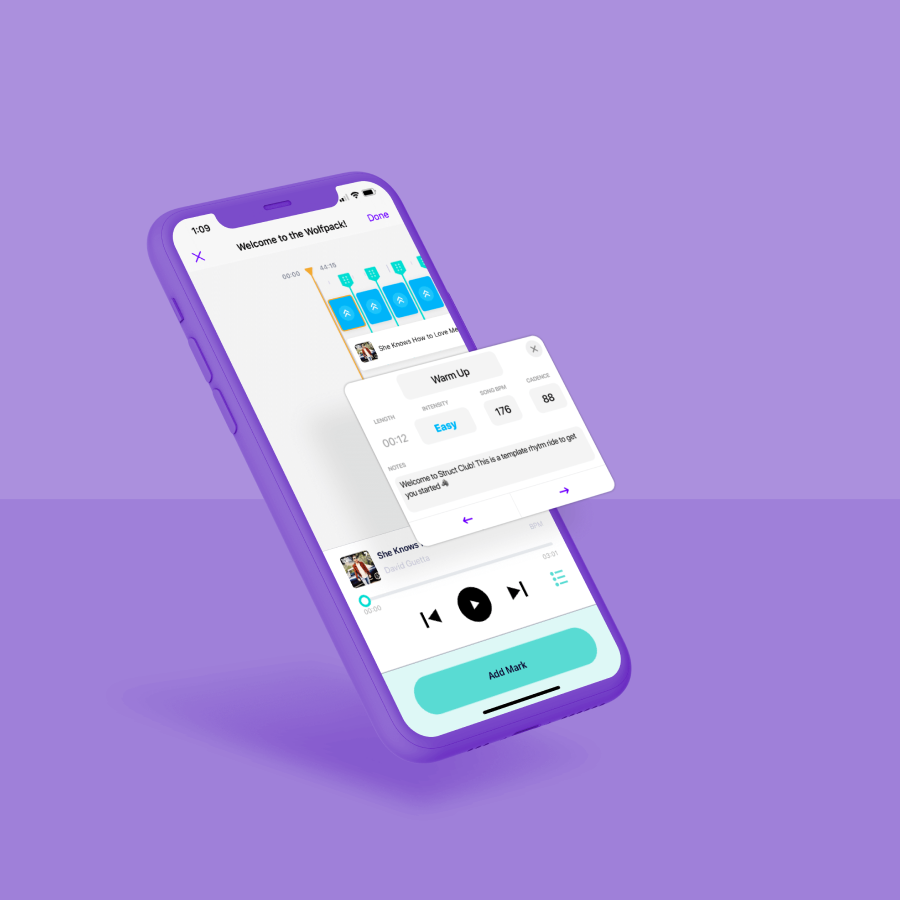 1:09
Welcome to the Wolfpack!
Done
00:00
44:15
She Knows How to Love Me
Warm Up
LENGTH
INTENSITY
SONG BPM
CADENCE
00:12
Easy
176
88
NOTES
Welcome to Struct Club! This is a template rhytm ride to get
you started
She Knows
David Guetta
BPM
00:00
03:01
Add Mark